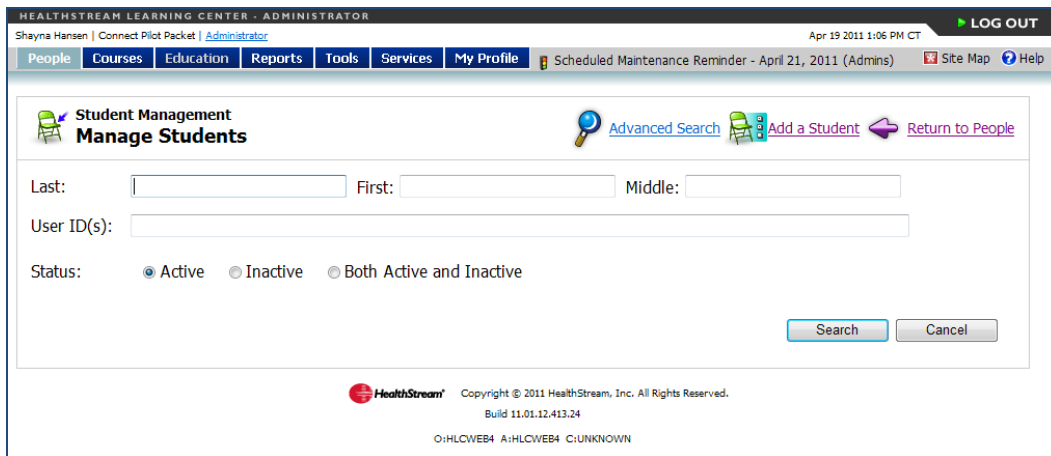 HEALTHSTREAM LEARNING CENTER - ADMINISTRATOR
LOG OUT
Shayna Hansen | Connect Pilot Packet | Administrator
Apr 19 2011 1:06 PM CT
People Courses Education Reports Tools Services My Profile Scheduled Maintenance Reminder - April 21, 2011 (Admins) Site Map Help
Student Management
Manage Students
Advanced Search Add a Student Return to People
Last: First: Middle:
User ID(s):
Status: Active Inactive Both Active and Inactive
Search Cancel
HealthStream Copyright © 2011 HealthStream, Inc. All Rights Reserved.
Build 11.01.12.413.24
O:HLCWEB4 A:HLCWEB4 C:UNKNOWN